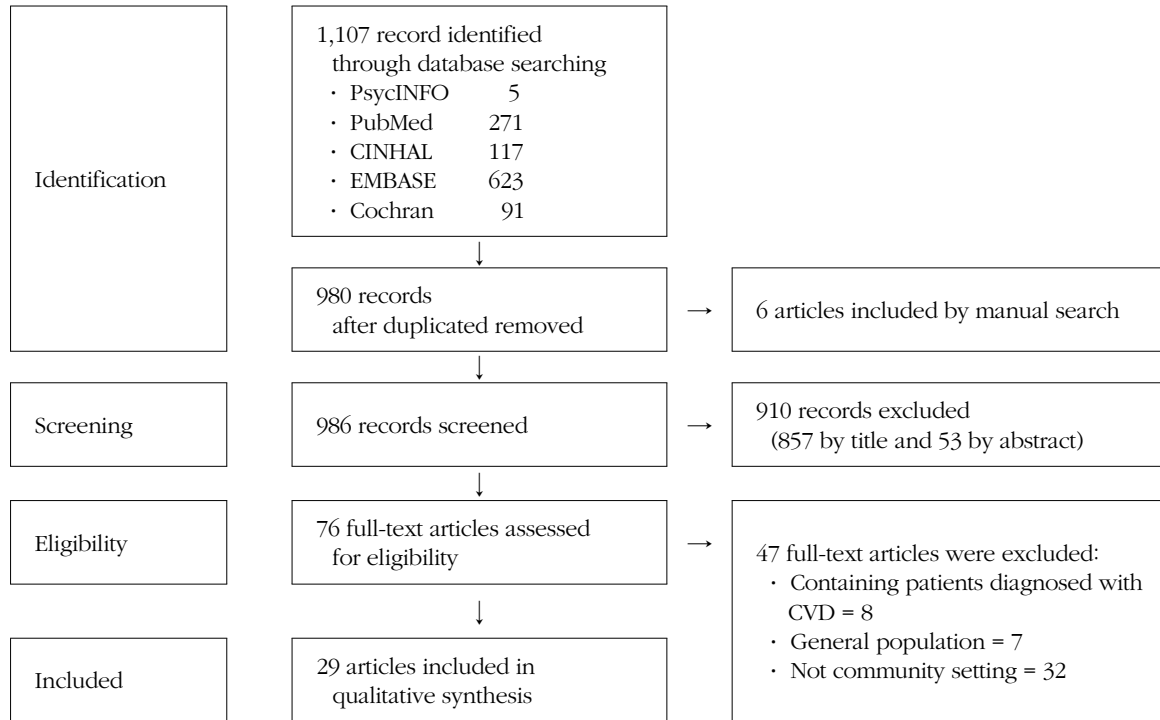 Identification
1,107 record identified
through database searching
· PsycINFO 5
· PubMed 271
· CINHAL 117
· EMBASE 623
· Cochran 91
↓
980 records
after duplicated removed
→
6 articles included by manual search
↓
Screening
986 records screened
→
910 records excluded
(857 by title and 53 by abstract)
↓
Eligibility
76 full-text articles assessed
for eligibility
→
47 full-text articles were excluded:
· Containing patients diagnosed with
CVD = 8
· General population = 7
· Not community setting = 32
↓
Included
29 articles included in
qualitative synthesis